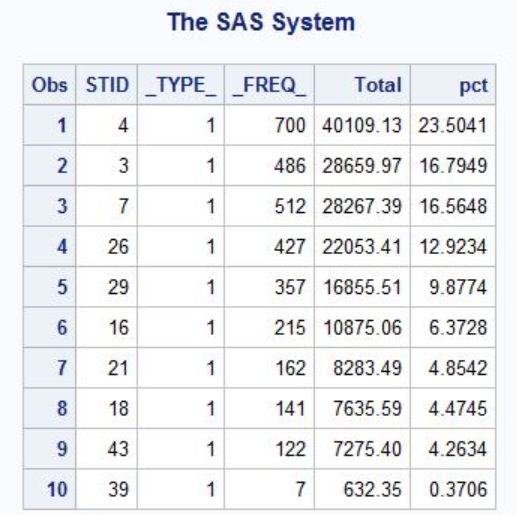 The SAS System
Obs STID _TYPE_ _FREQ_ Total pct
1 4 1 700 40109.13 23.5041
2 3 1 486 28659.97 16.7949
3 7 1 512 28267.39 16.5648
4 26 1 427 22053.41 12.9234
5 29 1 357 16855.51 9.8774
6 16 1 215 10875.06 6.3728
7 21 1 162 8283.49 4.8542
8 18 1 141 7635.59 4.4745
9 43 1 122 7275.40 4.2634
10 39 1 7 632.35 0.3706